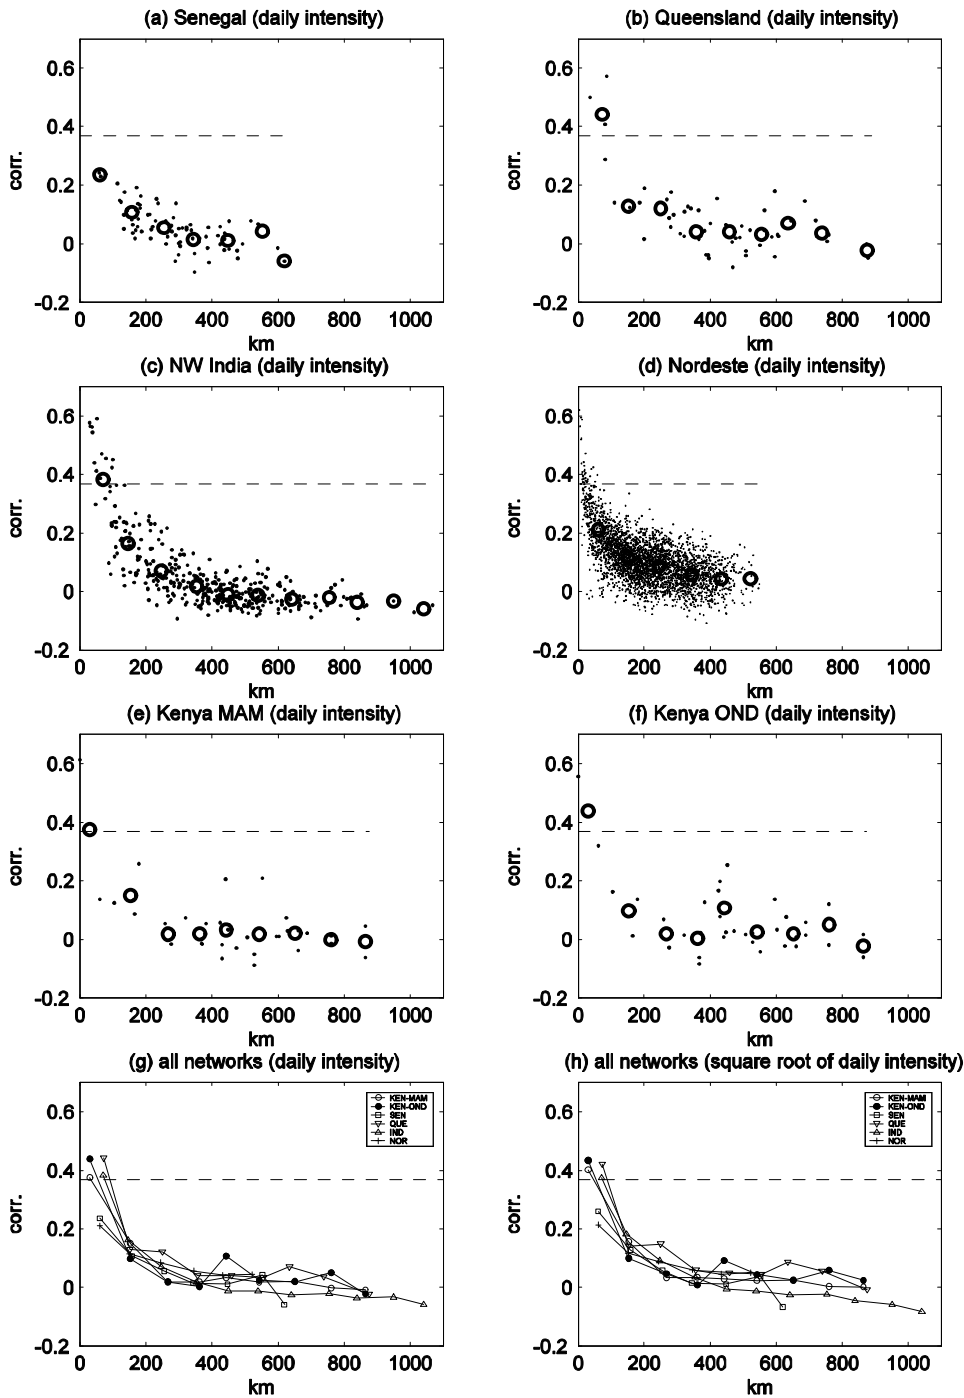 (a) Senegal (daily intensity)
0.6
0.4
0.2
0
-0.2
corr.
0 200 400 600 800 1000
km
(b) Queensland (daily intensity)
0.6
0.4
0.2
0
-0.2
corr.
0 200 400 600 800 1000
km
(c) NW India (daily intensity)
0.6
0.4
0.2
0
-0.2
corr.
0 200 400 600 800 1000
km
(d) Nordeste (daily intensity)
0.6
0.4
0.2
0
-0.2
corr.
0 200 400 600 800 1000
km
(e) Kenya MAM (daily intensity)
0.6
0.4
0.2
0
-0.2
corr.
0 200 400 600 800 1000
km
(f) Kenya OND (daily intensity)
0.6
0.4
0.2
0
-0.2
corr.
0 200 400 600 800 1000
km
(g) all networks (daily intensity)
0.6
0.4
0.2
0
-0.2
corr.
KEN-MAM
KEN-OND
SEN
QUE
IND
NOR
0 200 400 600 800 1000
km
(h) all networks (square root of daily intensity)
0.6
0.4
0.2
0
-0.2
corr.
KEN-MAM
KEN-OND
SEN
QUE
IND
NOR
0 200 400 600 800 1000
km